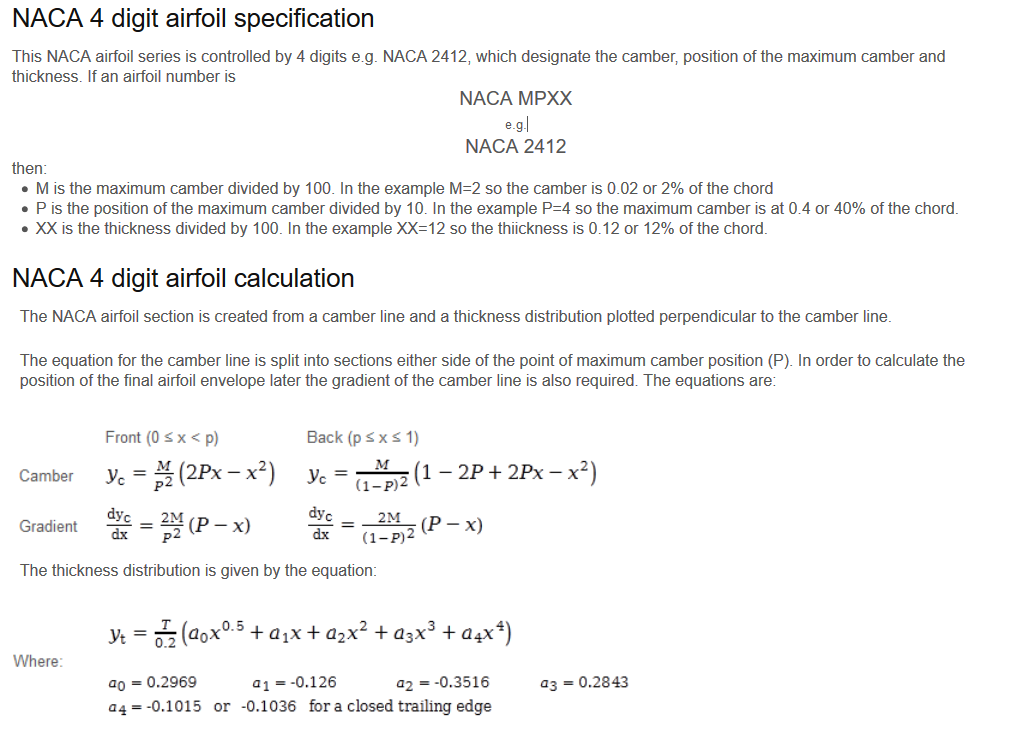 NACA 4 digit airfoil specification
This NACA airfoil series is controlled by 4 digits e.g. NACA 2412, which designate the camber, position of the maximum camber and
thickness. If an airfoil number is
NACA MPXX
e.g.
NACA 2412
then:
• M is the maximum camber divided by 100. In the example M=2 so the camber is 0.02 or 2% of the chord
• P is the position of the maximum camber divided by 10. In the example P=4 so the maximum camber is at 0.4 or 40% of the chord.
• XX is the thickness divided by 100. In the example XX=12 so the thiickness is 0.12 or 12% of the chord.
NACA 4 digit airfoil calculation
The NACA airfoil section is created from a camber line and a thickness distribution plotted perpendicular to the camber line.
The equation for the camber line is split into sections either side of the point of maximum camber position (P). In order to calculate the
position of the final airfoil envelope later the gradient of the camber line is also required. The equations are:
Front (0 ≤ x < p) Back (p ≤ x ≤ 1)
Camber y_c = M/P² (2Px − x²) y_c = M/(1−P)² (1 − 2P + 2Px − x²)
Gradient dy_c/dx = 2M/P² (P − x) dy_c/dx = 2M/(1−P)² (P − x)
The thickness distribution is given by the equation:
y_t = T/0.2 (a₀x^0.5 + a₁x + a₂x² + a₃x³ + a₄x⁴)
Where:
a₀ = 0.2969 a₁ = -0.126 a₂ = -0.3516 a₃ = 0.2843
a₄ = -0.1015 or -0.1036 for a closed trailing edge